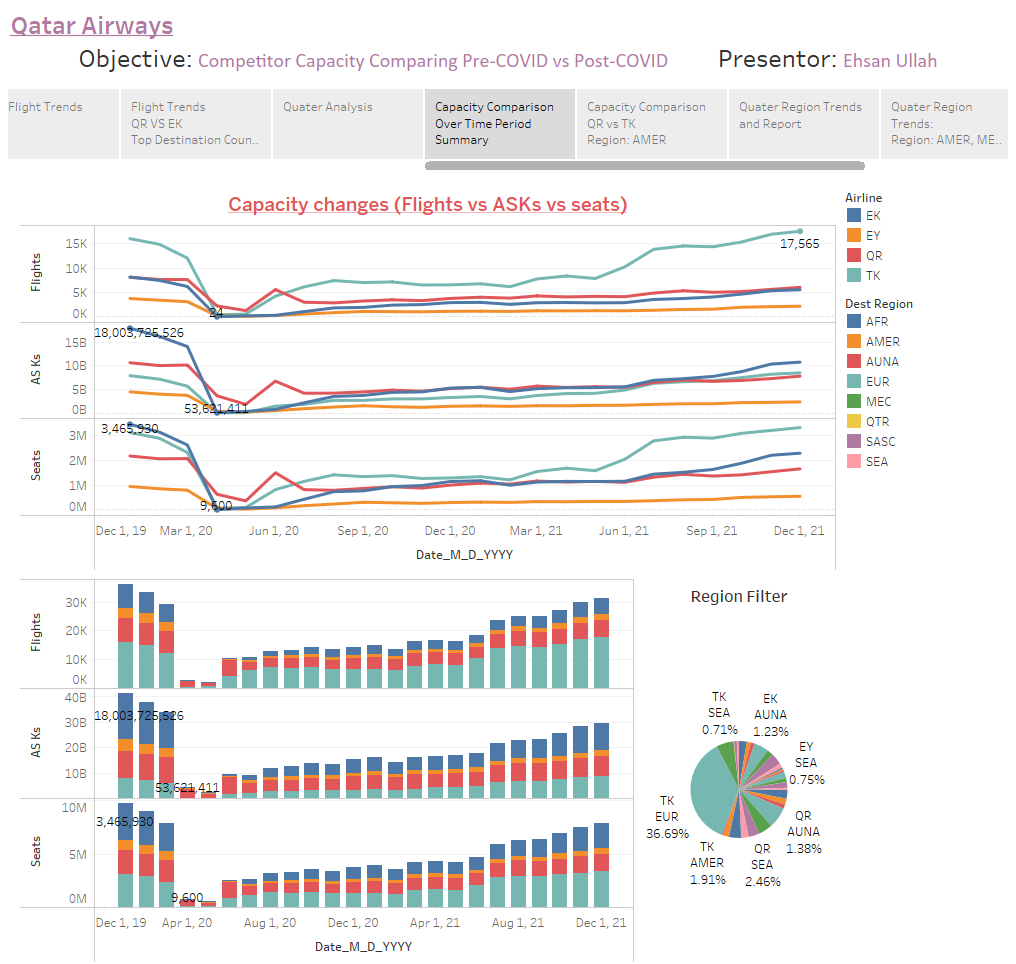 Qatar Airways
Objective: Competitor Capacity Comparing Pre-COVID vs Post-COVID
Presentor: Ehsan Ullah
Flight Trends
Flight Trends
QR VS EK
Top Destination Coun..
Quater Analysis
Capacity Comparison
Over Time Period
Summary
Capacity Comparison
QR vs TK
Region: AMER
Quater Region Trends
and Report
Quater Region
Trends:
Region: AMER, ME..
Capacity changes (Flights vs ASKs vs seats)
Flights
15K
10K
5K
0K
17,565
24
ASKs
15B
10B
5B
0B
18,003,725,526
53,621,411
Seats
3M
2M
1M
0M
3,465,930
9,600
Dec 1, 19
Mar 1, 20
Jun 1, 20
Sep 1, 20
Dec 1, 20
Mar 1, 21
Jun 1, 21
Sep 1, 21
Dec 1, 21
Date_M_D_YYYY
Airline
EK
EY
QR
TK
Dest Region
AFR
AMER
AUNA
EUR
MEC
QTR
SASC
SEA
Flights
30K
20K
10K
0K
ASKs
40B
30B
20B
10B
18,003,725,526
53,621,411
Seats
10M
5M
0M
3,465,930
9,600
Dec 1, 19
Apr 1, 20
Aug 1, 20
Dec 1, 20
Apr 1, 21
Aug 1, 21
Dec 1, 21
Date_M_D_YYYY
Region Filter
TK
SEA
0.71%
EK
AUNA
1.23%
EY
SEA
0.75%
TK
EUR
36.69%
QR
AUNA
1.38%
TK
AMER
1.91%
QR
SEA
2.46%